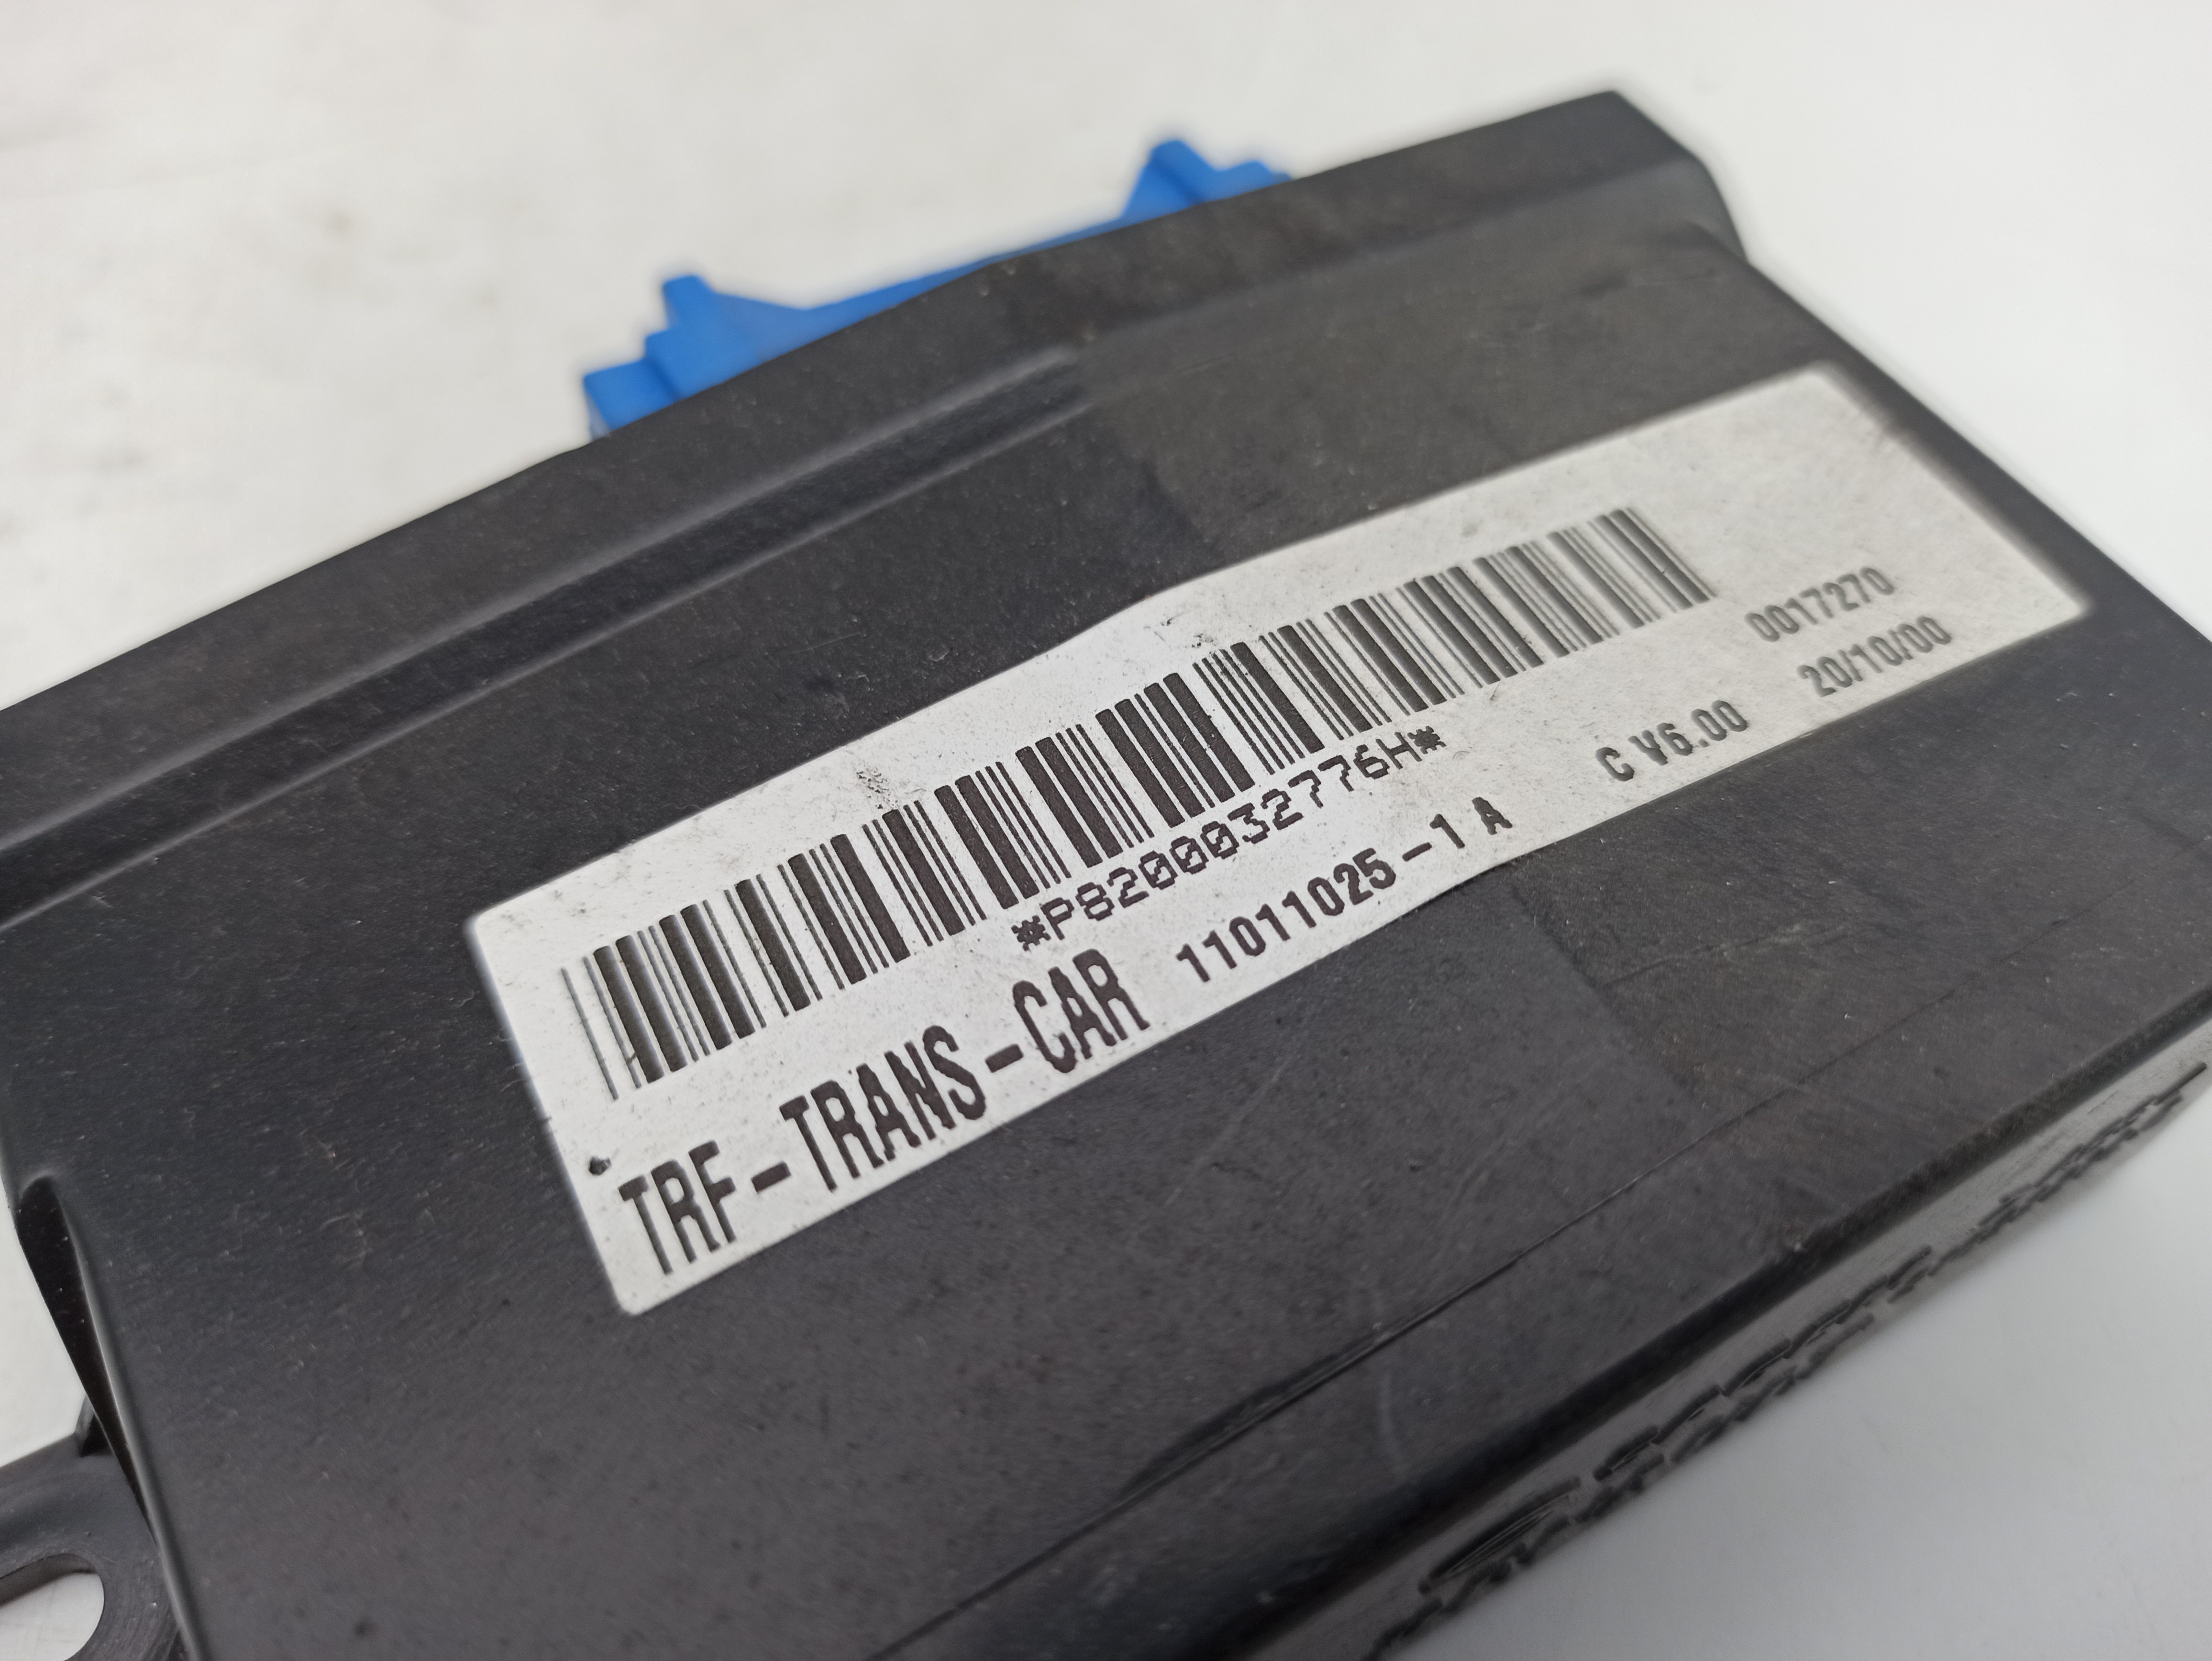 0017270
*P8200032776H*
20/10/00
TRF-TRANS-CAR 11011025-1 A C V6.00